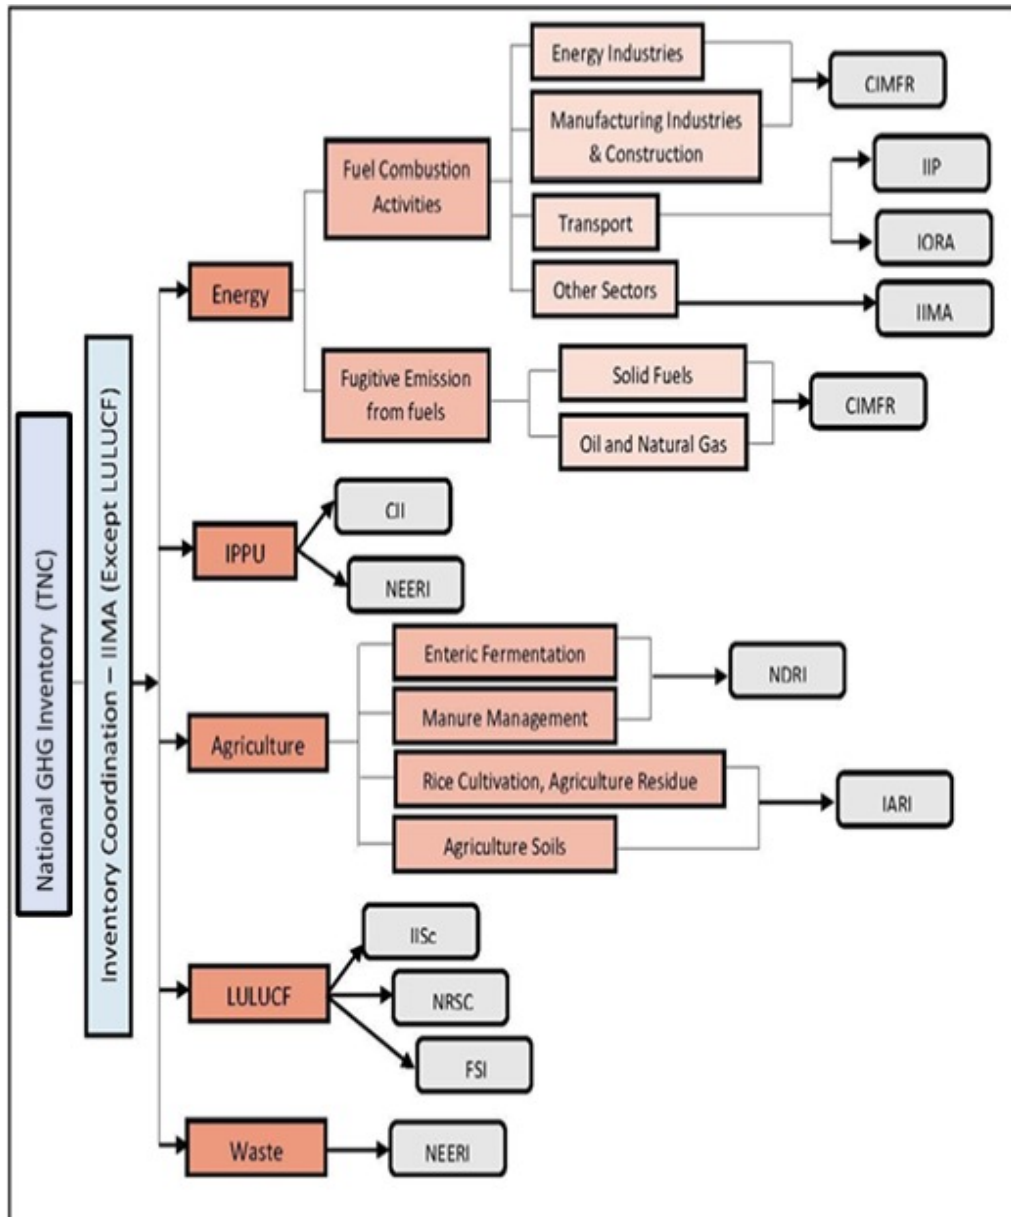 National GHG Inventory (TNC)
Inventory Coordination – IIMA (Except LULUCF)
Energy
Fuel Combustion
Activities
Energy Industries
Manufacturing Industries
& Construction
CIMFR
Transport
IIP
IORA
Other Sectors
IIMA
Fugitive Emission
from fuels
Solid Fuels
Oil and Natural Gas
CIMFR
IPPU
CII
NEERI
Agriculture
Enteric Fermentation
Manure Management
NDRI
Rice Cultivation, Agriculture Residue
Agriculture Soils
IARI
LULUCF
IISc
NRSC
FSI
Waste
NEERI